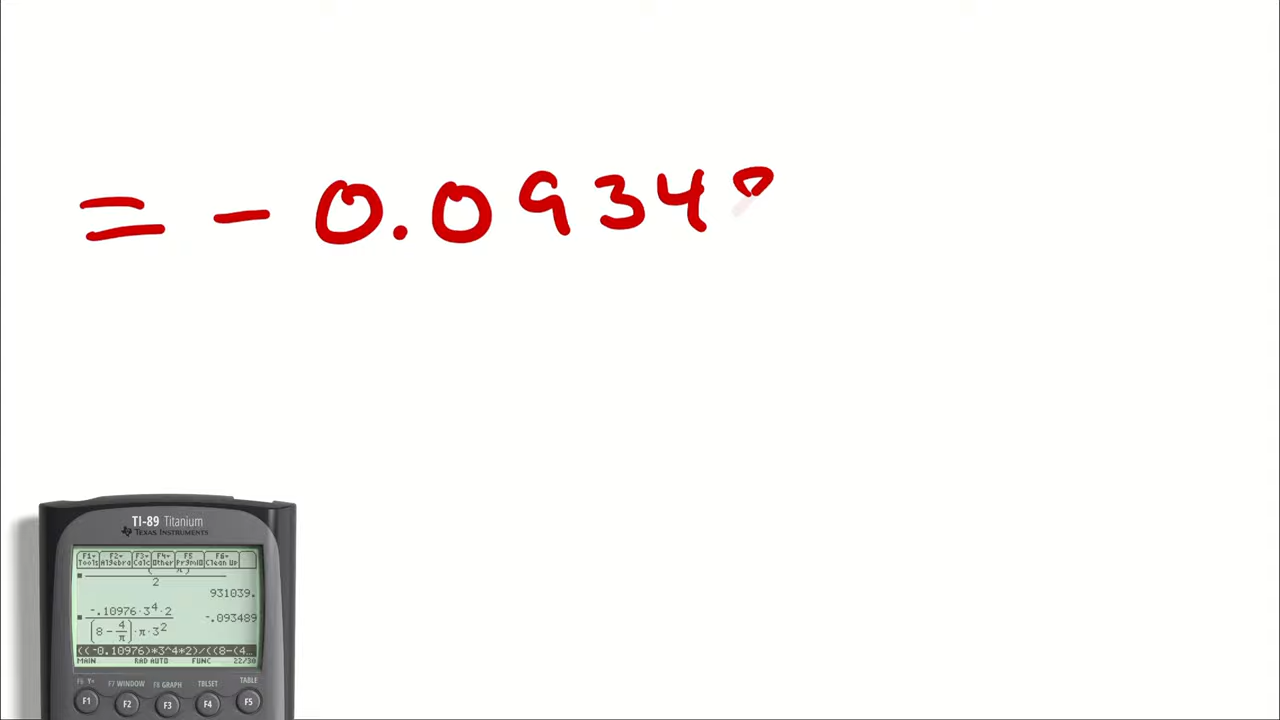 = - 0.0934
TI-89 Titanium
TEXAS INSTRUMENTS
F1▾ F2▾ F3▾ F4▾ F5 F6▾
Tools Algebra Calc Other PrgmIO Clean Up
2
931039.
-.10976·3^4·2
(8-4/π)·π·3^2
-.093489
((-0.10976)*3^4*2)/((8-(4…
MAIN RAD AUTO FUNC 22/30
F6 Y= F7 WINDOW F8 GRAPH TBLSET TABLE
F1 F2 F3 F4 F5